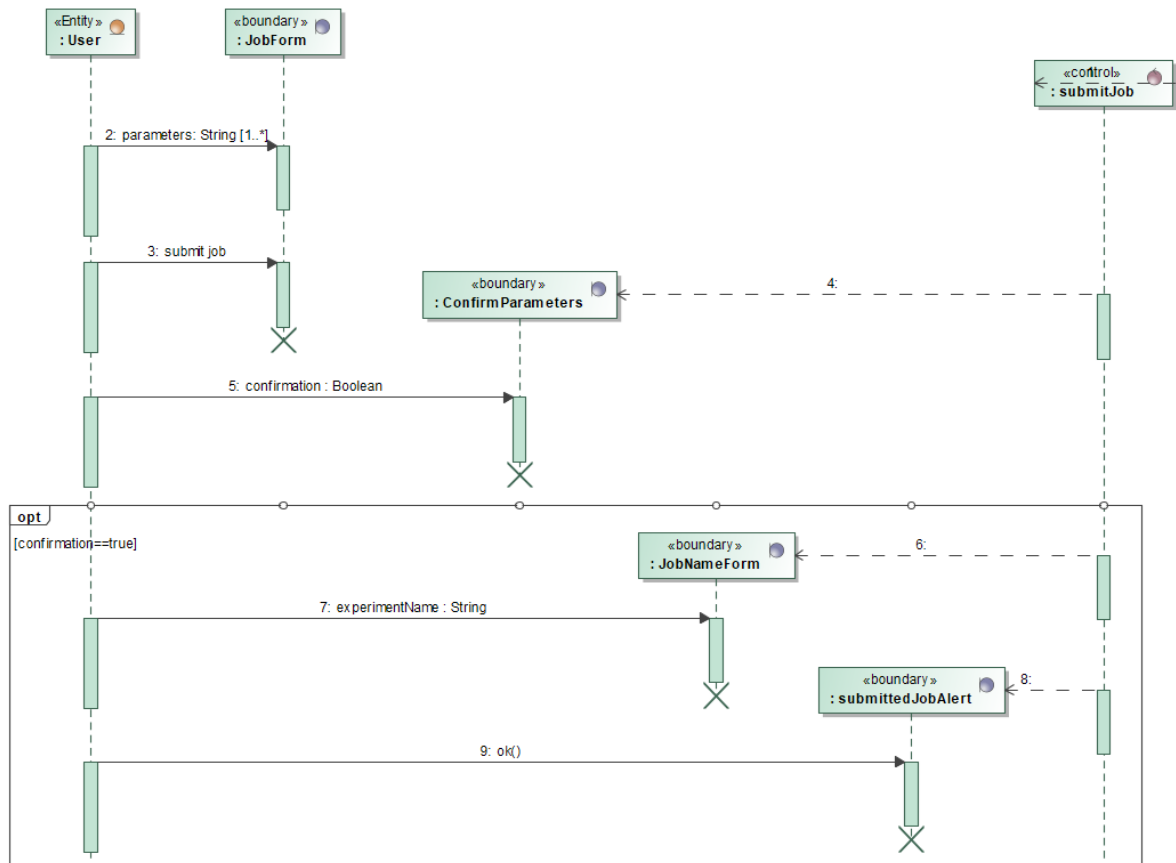 «Entity»
: User
«boundary»
: JobForm
«control»
: submitJob
2: parameters: String [1..*]
3: submit job
«boundary»
: ConfirmParameters
4:
5: confirmation : Boolean
opt
[confirmation==true]
«boundary»
: JobNameForm
6:
7: experimentName : String
«boundary»
: submittedJobAlert
8:
9: ok()